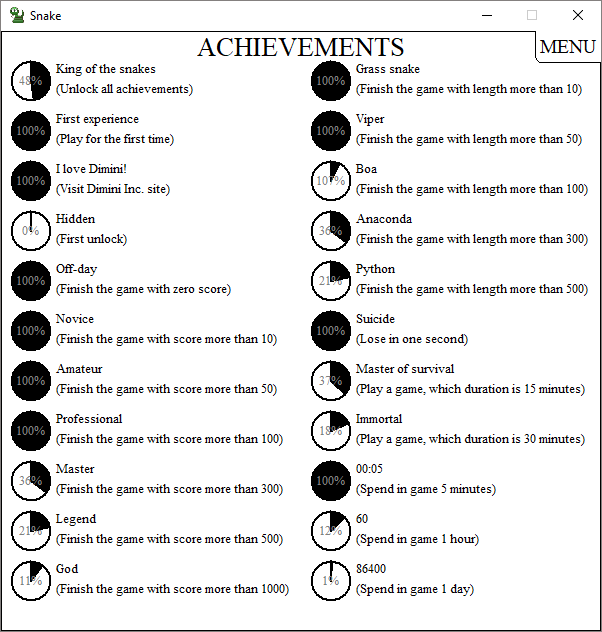 Snake
ACHIEVEMENTS
MENU
48%
King of the snakes
(Unlock all achievements)
100%
First experience
(Play for the first time)
100%
I love Dimini!
(Visit Dimini Inc. site)
0%
Hidden
(First unlock)
100%
Off-day
(Finish the game with zero score)
100%
Novice
(Finish the game with score more than 10)
100%
Amateur
(Finish the game with score more than 50)
100%
Professional
(Finish the game with score more than 100)
36%
Master
(Finish the game with score more than 300)
21%
Legend
(Finish the game with score more than 500)
11%
God
(Finish the game with score more than 1000)
100%
Grass snake
(Finish the game with length more than 10)
100%
Viper
(Finish the game with length more than 50)
107%
Boa
(Finish the game with length more than 100)
36%
Anaconda
(Finish the game with length more than 300)
21%
Python
(Finish the game with length more than 500)
100%
Suicide
(Lose in one second)
37%
Master of survival
(Play a game, which duration is 15 minutes)
18%
Immortal
(Play a game, which duration is 30 minutes)
100%
00:05
(Spend in game 5 minutes)
12%
60
(Spend in game 1 hour)
1%
86400
(Spend in game 1 day)